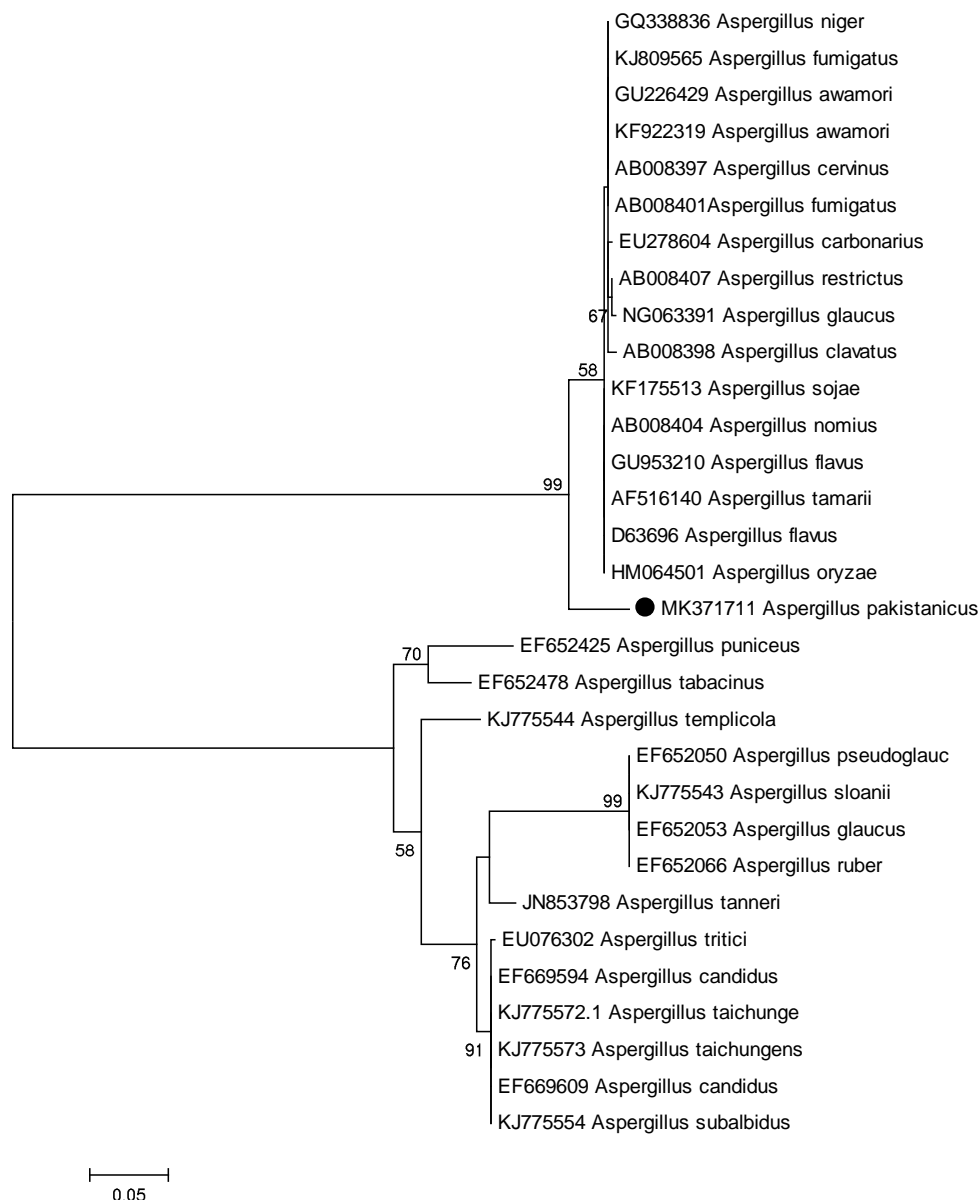 GQ338836 Aspergillus niger
KJ809565 Aspergillus fumigatus
GU226429 Aspergillus awamori
KF922319 Aspergillus awamori
AB008397 Aspergillus cervinus
AB008401Aspergillus fumigatus
EU278604 Aspergillus carbonarius
AB008407 Aspergillus restrictus
67
NG063391 Aspergillus glaucus
AB008398 Aspergillus clavatus
58
KF175513 Aspergillus sojae
AB008404 Aspergillus nomius
GU953210 Aspergillus flavus
99
AF516140 Aspergillus tamarii
D63696 Aspergillus flavus
HM064501 Aspergillus oryzae
MK371711 Aspergillus pakistanicus
EF652425 Aspergillus puniceus
70
EF652478 Aspergillus tabacinus
KJ775544 Aspergillus templicola
EF652050 Aspergillus pseudoglauc
KJ775543 Aspergillus sloanii
99
EF652053 Aspergillus glaucus
58
EF652066 Aspergillus ruber
JN853798 Aspergillus tanneri
EU076302 Aspergillus tritici
76
EF669594 Aspergillus candidus
KJ775572.1 Aspergillus taichunge
91
KJ775573 Aspergillus taichungens
EF669609 Aspergillus candidus
KJ775554 Aspergillus subalbidus
0.05